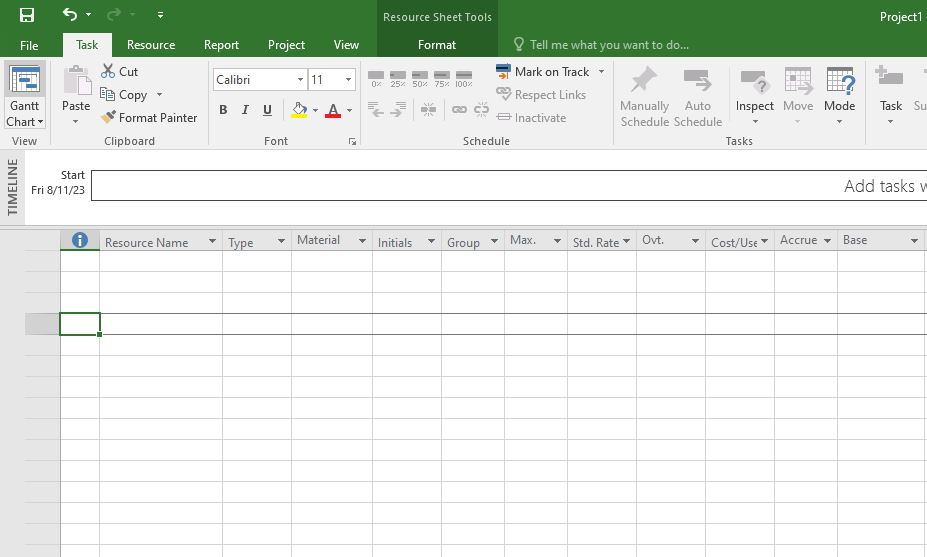 Resource Sheet Tools
Project1
File Task Resource Report Project View Format Tell me what you want to do...
Gantt Chart
Paste
Cut
Copy
Format Painter
Calibri 11
B I U A
0% 25% 50% 75% 100%
Mark on Track
Respect Links
Inactivate
Manually Schedule
Auto Schedule
Inspect
Move
Mode
Task
Su
View Clipboard Font Schedule Tasks
TIMELINE
Start
Fri 8/11/23
Add tasks w
Resource Name Type Material Initials Group Max. Std. Rate Ovt. Cost/Use Accrue Base